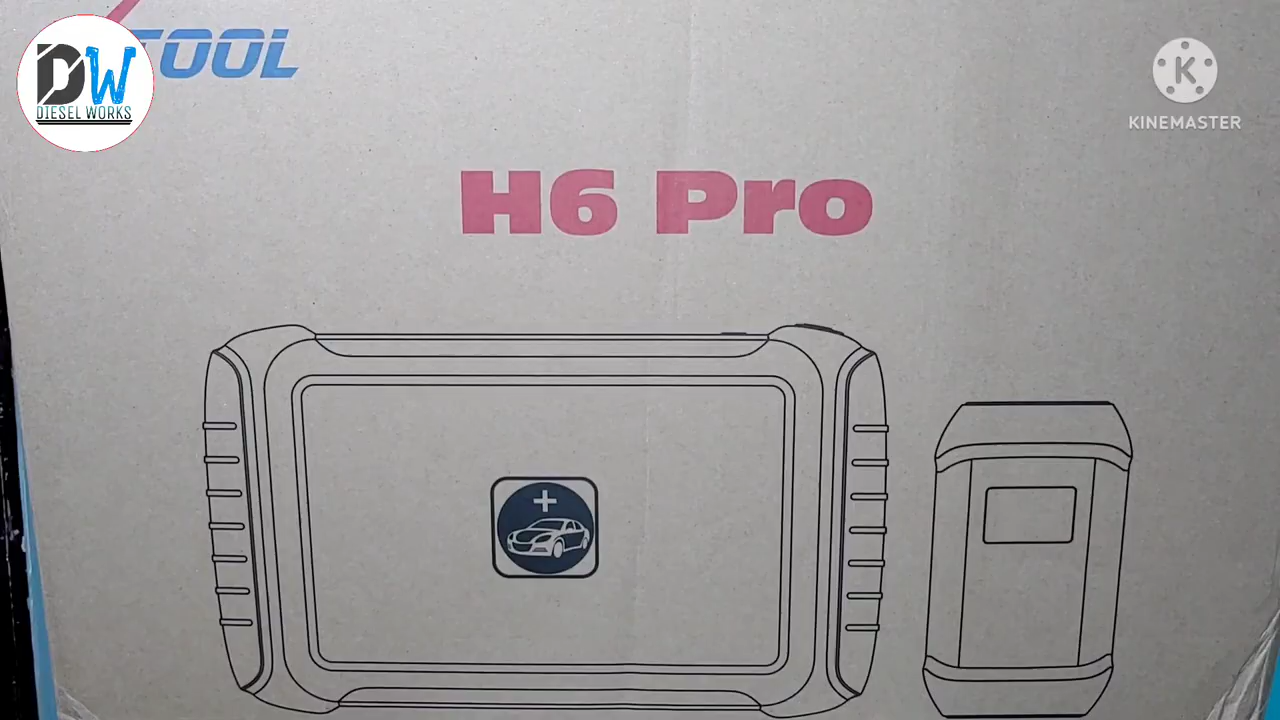 TOOL
DW
DIESEL WORKS
K
KINEMASTER
H6 Pro